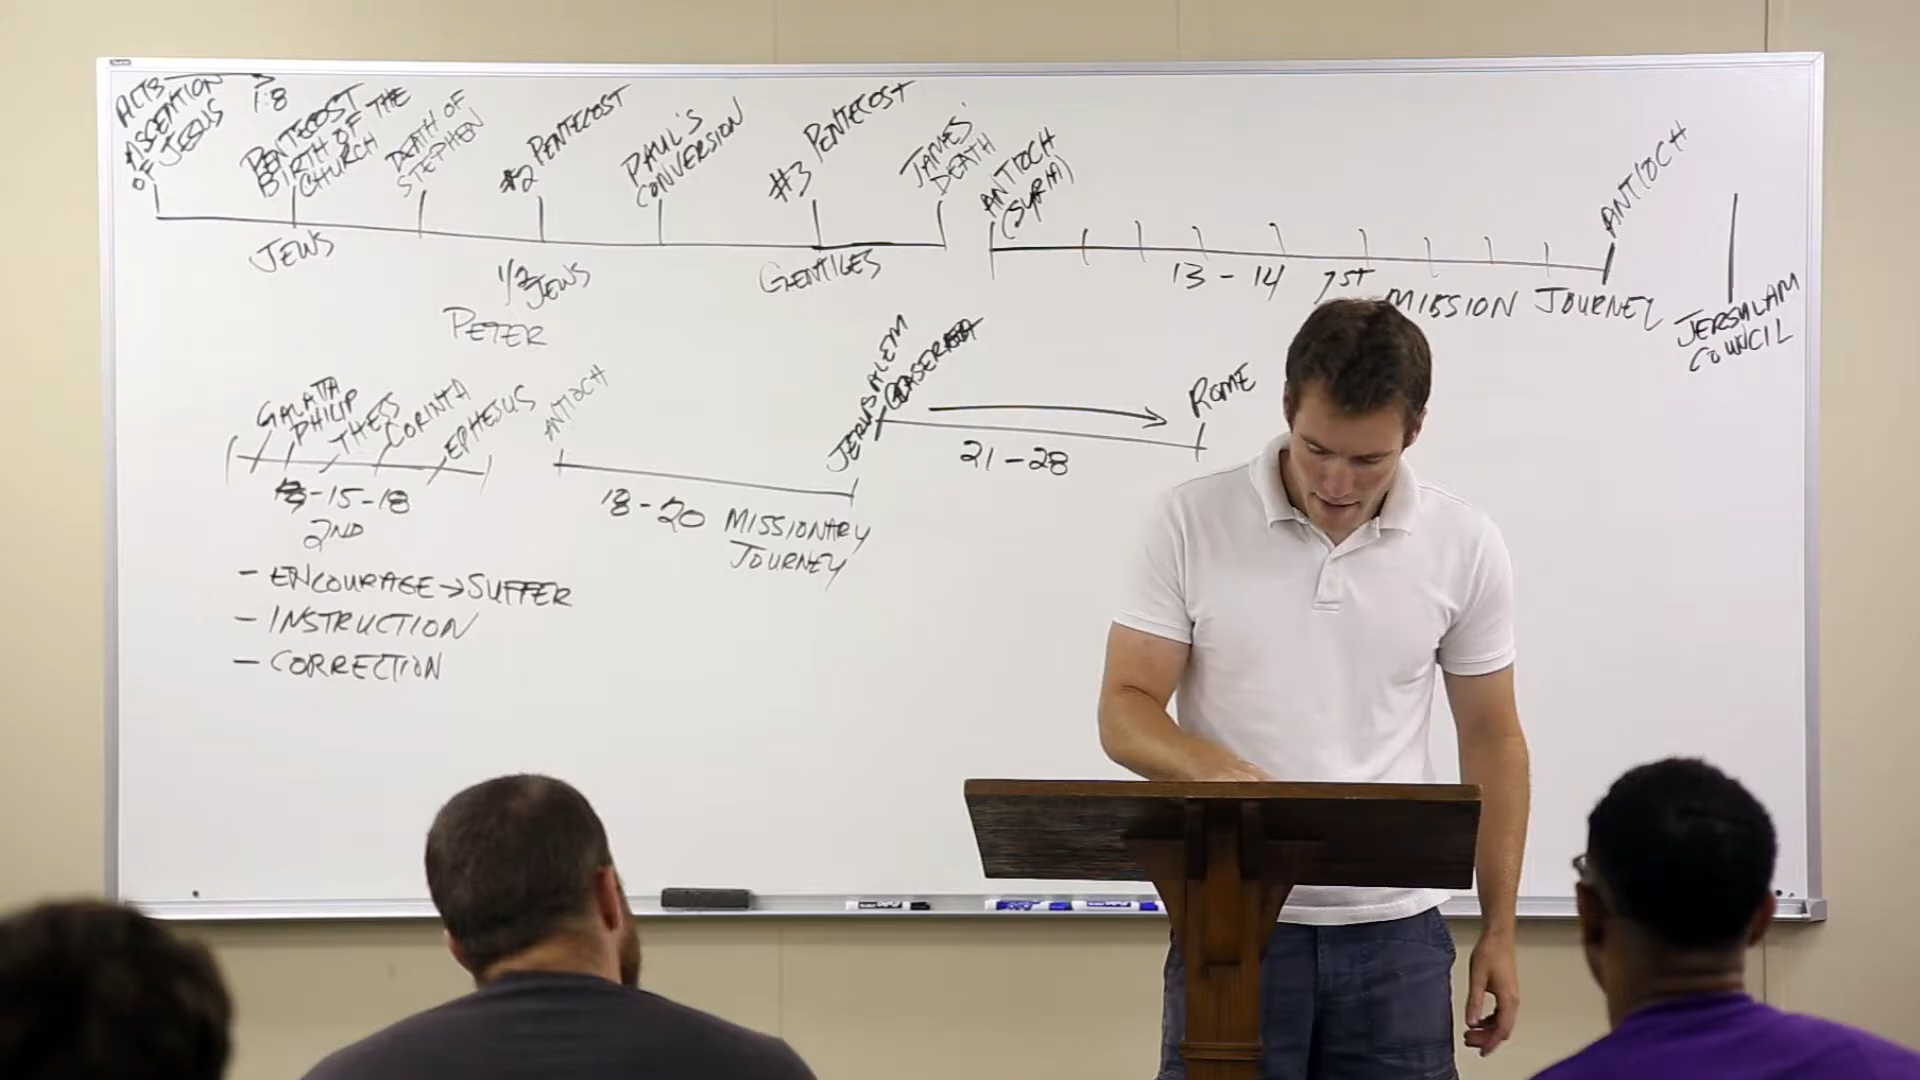 ACTS
1:8
ASCENTION
OF JESUS
PENTECOST
BIRTH OF THE
CHURCH
DEATH OF
STEPHEN
#2 PENTECOST
PAUL'S
CONVERSION
#3 PENTECOST
JAMES'
DEATH
JEWS
1/2 JEWS
GENTILES
PETER
ANTIOCH
(SYRIA)
ANTIOCH
13 - 14 1ST MISSION JOURNEY
JERSULAM
COUNCIL
GALATIA
PHILIP
THESS
CORINTH
EPHESUS
-15-18
2ND
ANTIOCH
JERUSALEM
18 - 20 MISSIONARY
JOURNEY
ROME
21 - 28
- ENCOURAGE → SUFFER
- INSTRUCTION
- CORRECTION